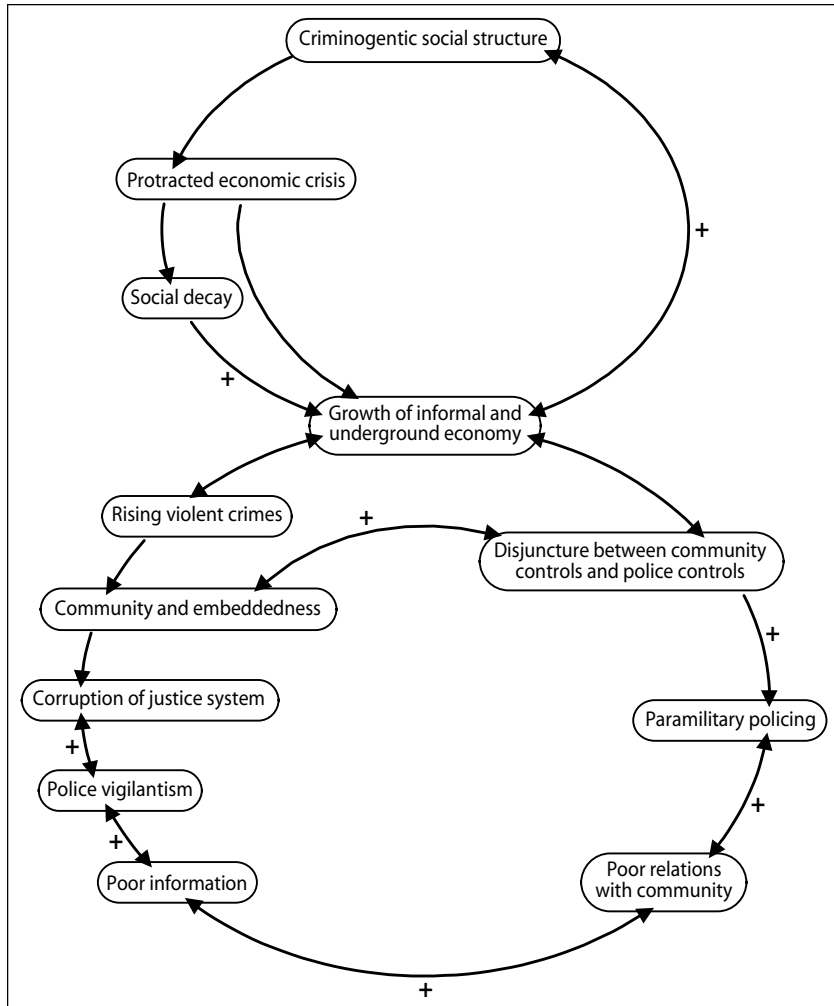 Criminogentic social structure
Protracted economic crisis
+
Social decay
+
Growth of informal and
underground economy
Rising violent crimes
+
Disjuncture between community
controls and police controls
Community and embeddedness
+
Corruption of justice system
Paramilitary policing
+
Police vigilantism
+
+
Poor information
Poor relations
with community
+